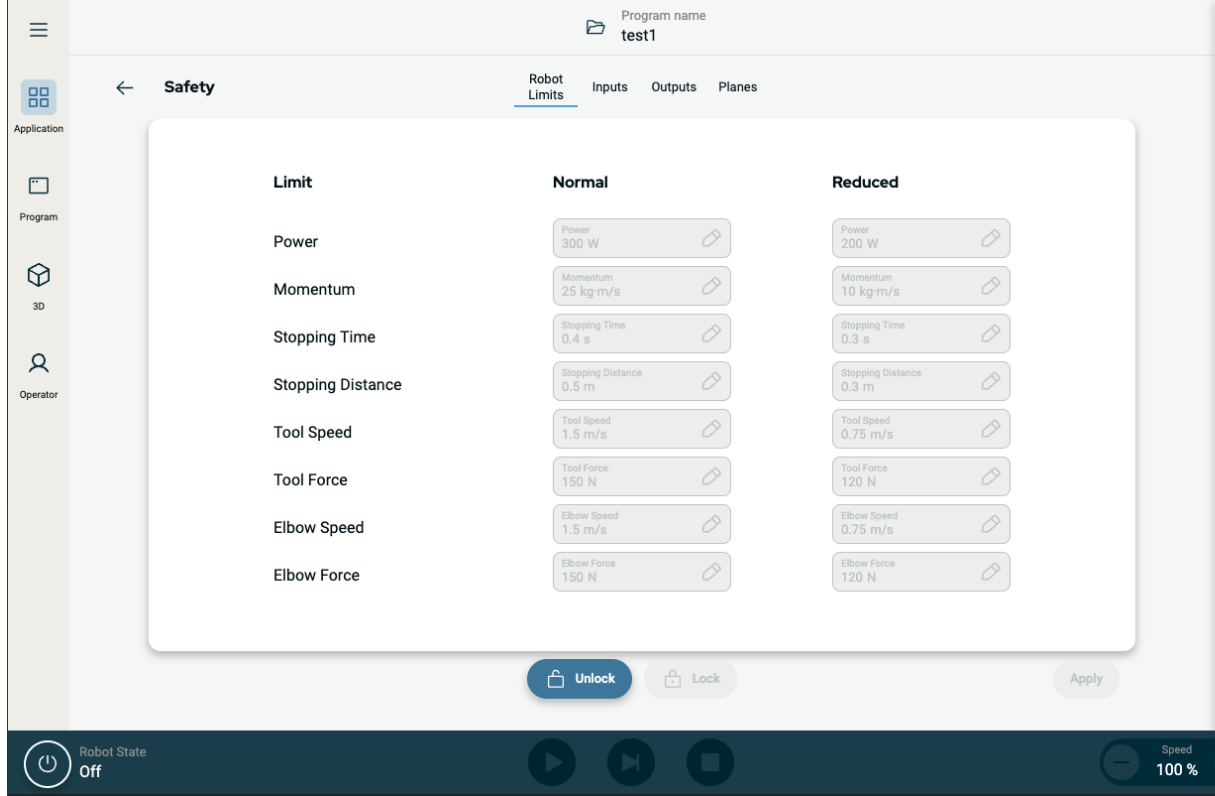 Program name
test1
Safety
Robot
Limits
Inputs
Outputs
Planes
Application
Program
3D
Operator
Limit Normal Reduced
Power
Power
300 W
Power
200 W
Momentum
Momentum
25 kg·m/s
Momentum
10 kg·m/s
Stopping Time
Stopping Time
0.4 s
Stopping Time
0.3 s
Stopping Distance
Stopping Distance
0.5 m
Stopping Distance
0.3 m
Tool Speed
Tool Speed
1.5 m/s
Tool Speed
0.75 m/s
Tool Force
Tool Force
150 N
Tool Force
120 N
Elbow Speed
Elbow Speed
1.5 m/s
Elbow Speed
0.75 m/s
Elbow Force
Elbow Force
150 N
Elbow Force
120 N
Unlock
Lock
Apply
Robot State
Off
Speed
100 %